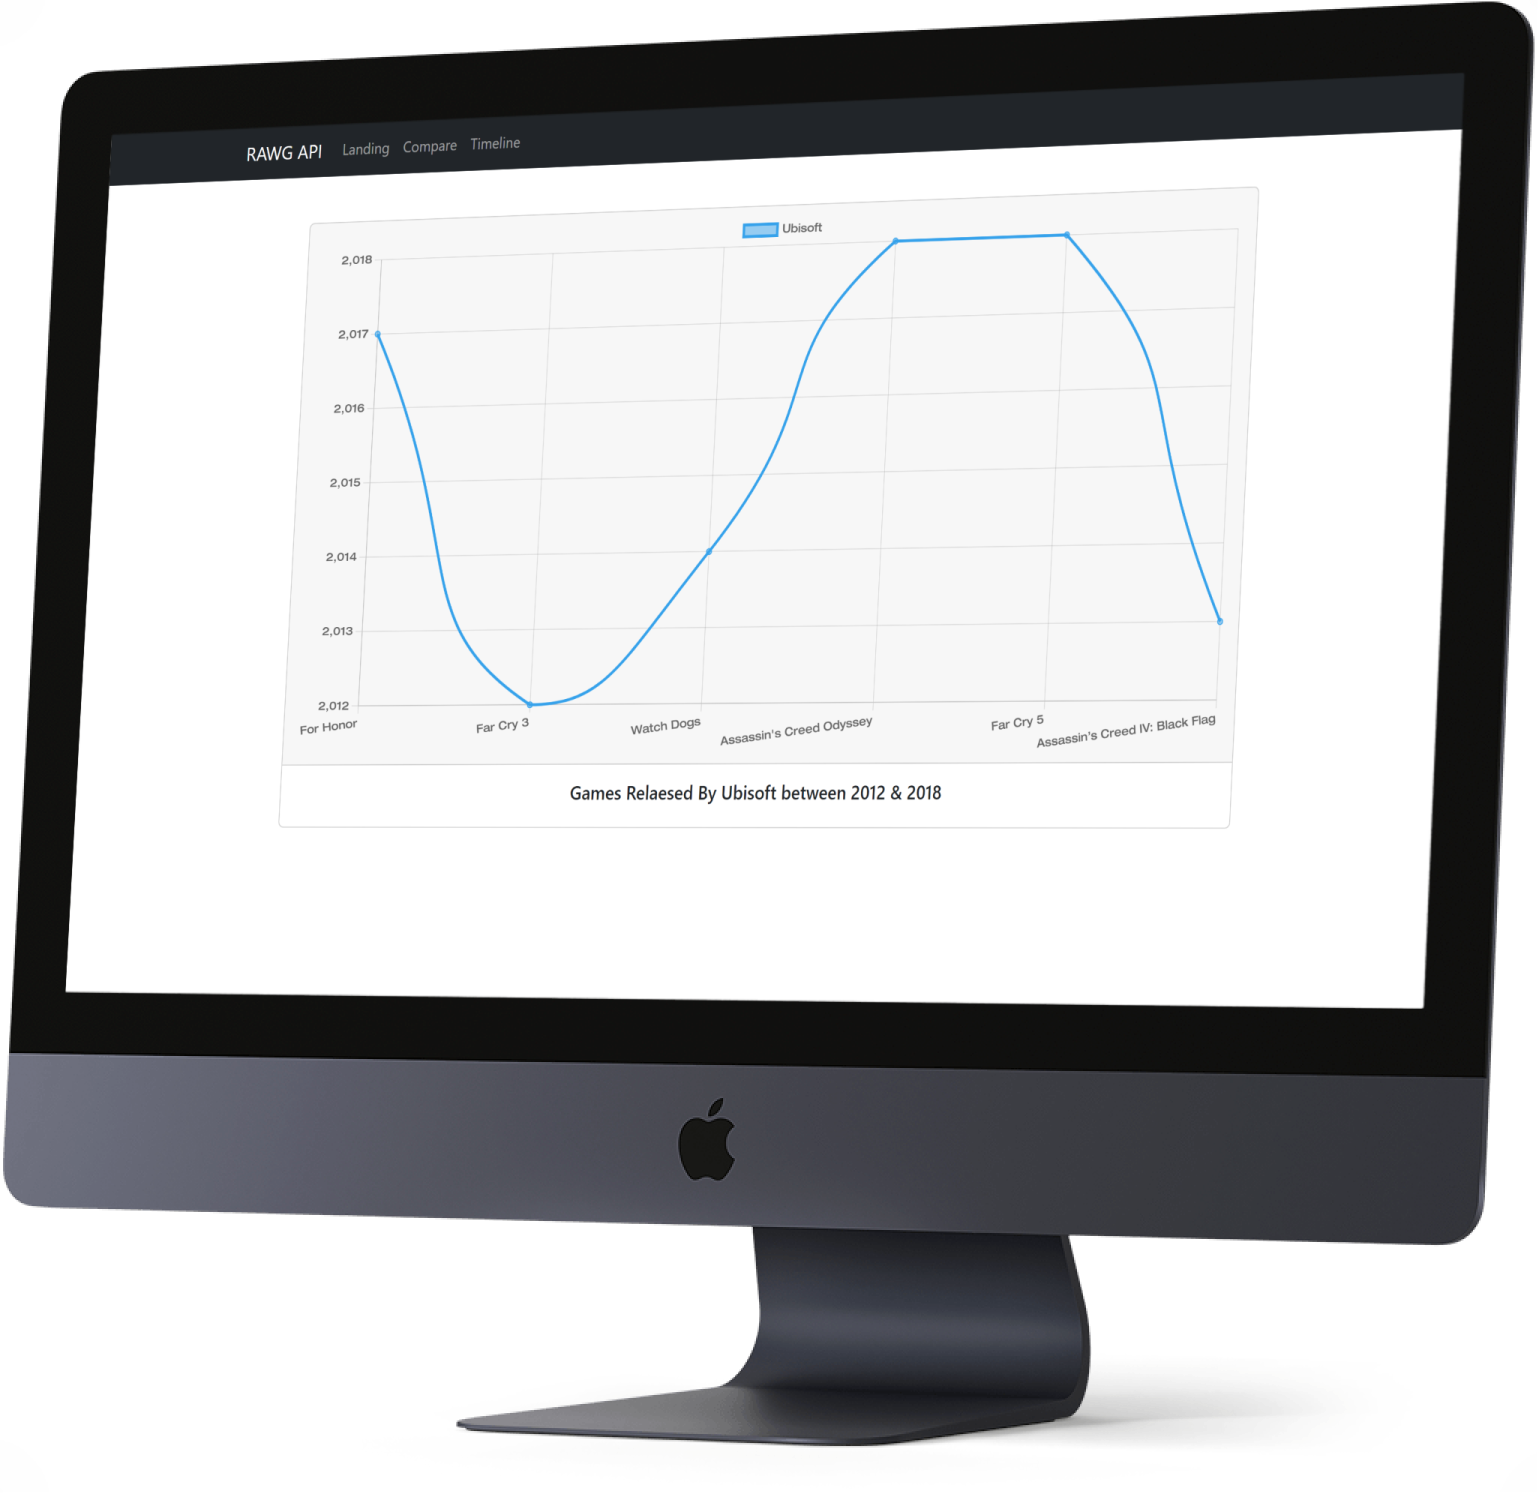 RAWG API Landing Compare Timeline
Ubisoft
2,018
2,017
2,016
2,015
2,014
2,013
2,012
For Honor
Far Cry 3
Watch Dogs
Assassin's Creed Odyssey
Far Cry 5
Assassin's Creed IV: Black Flag
Games Relaesed By Ubisoft between 2012 & 2018